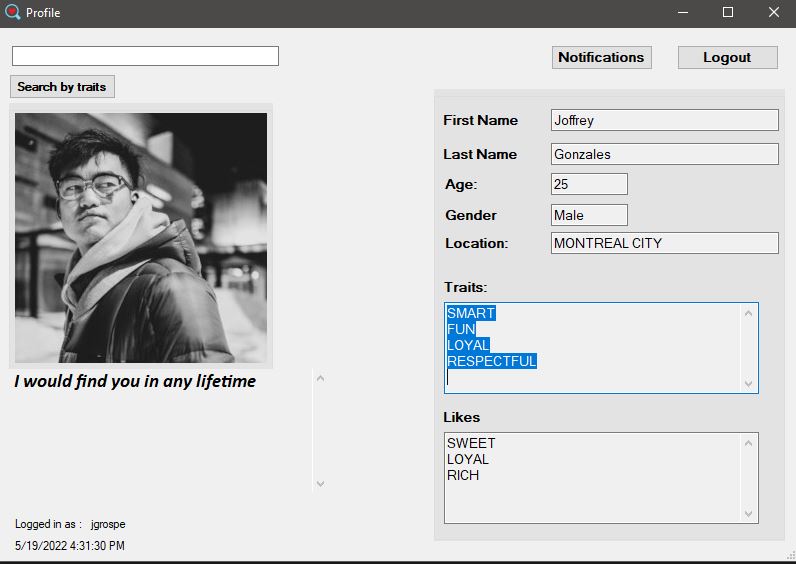 Profile
Notifications
Logout
Search by traits
I would find you in any lifetime
Logged in as : jgrospe
5/19/2022 4:31:30 PM
First Name Joffrey
Last Name Gonzales
Age: 25
Gender Male
Location: MONTREAL CITY
Traits:
SMART
FUN
LOYAL
RESPECTFUL
Likes
SWEET
LOYAL
RICH